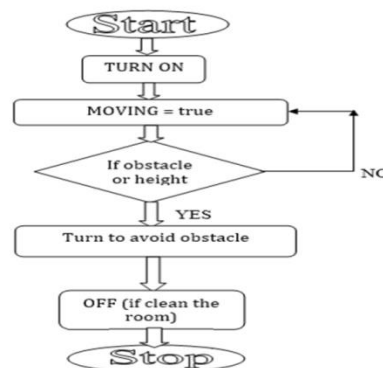 Start
TURN ON
MOVING = true
If obstacle
or height
NO
YES
Turn to avoid obstacle
OFF (if clean the
room)
Stop